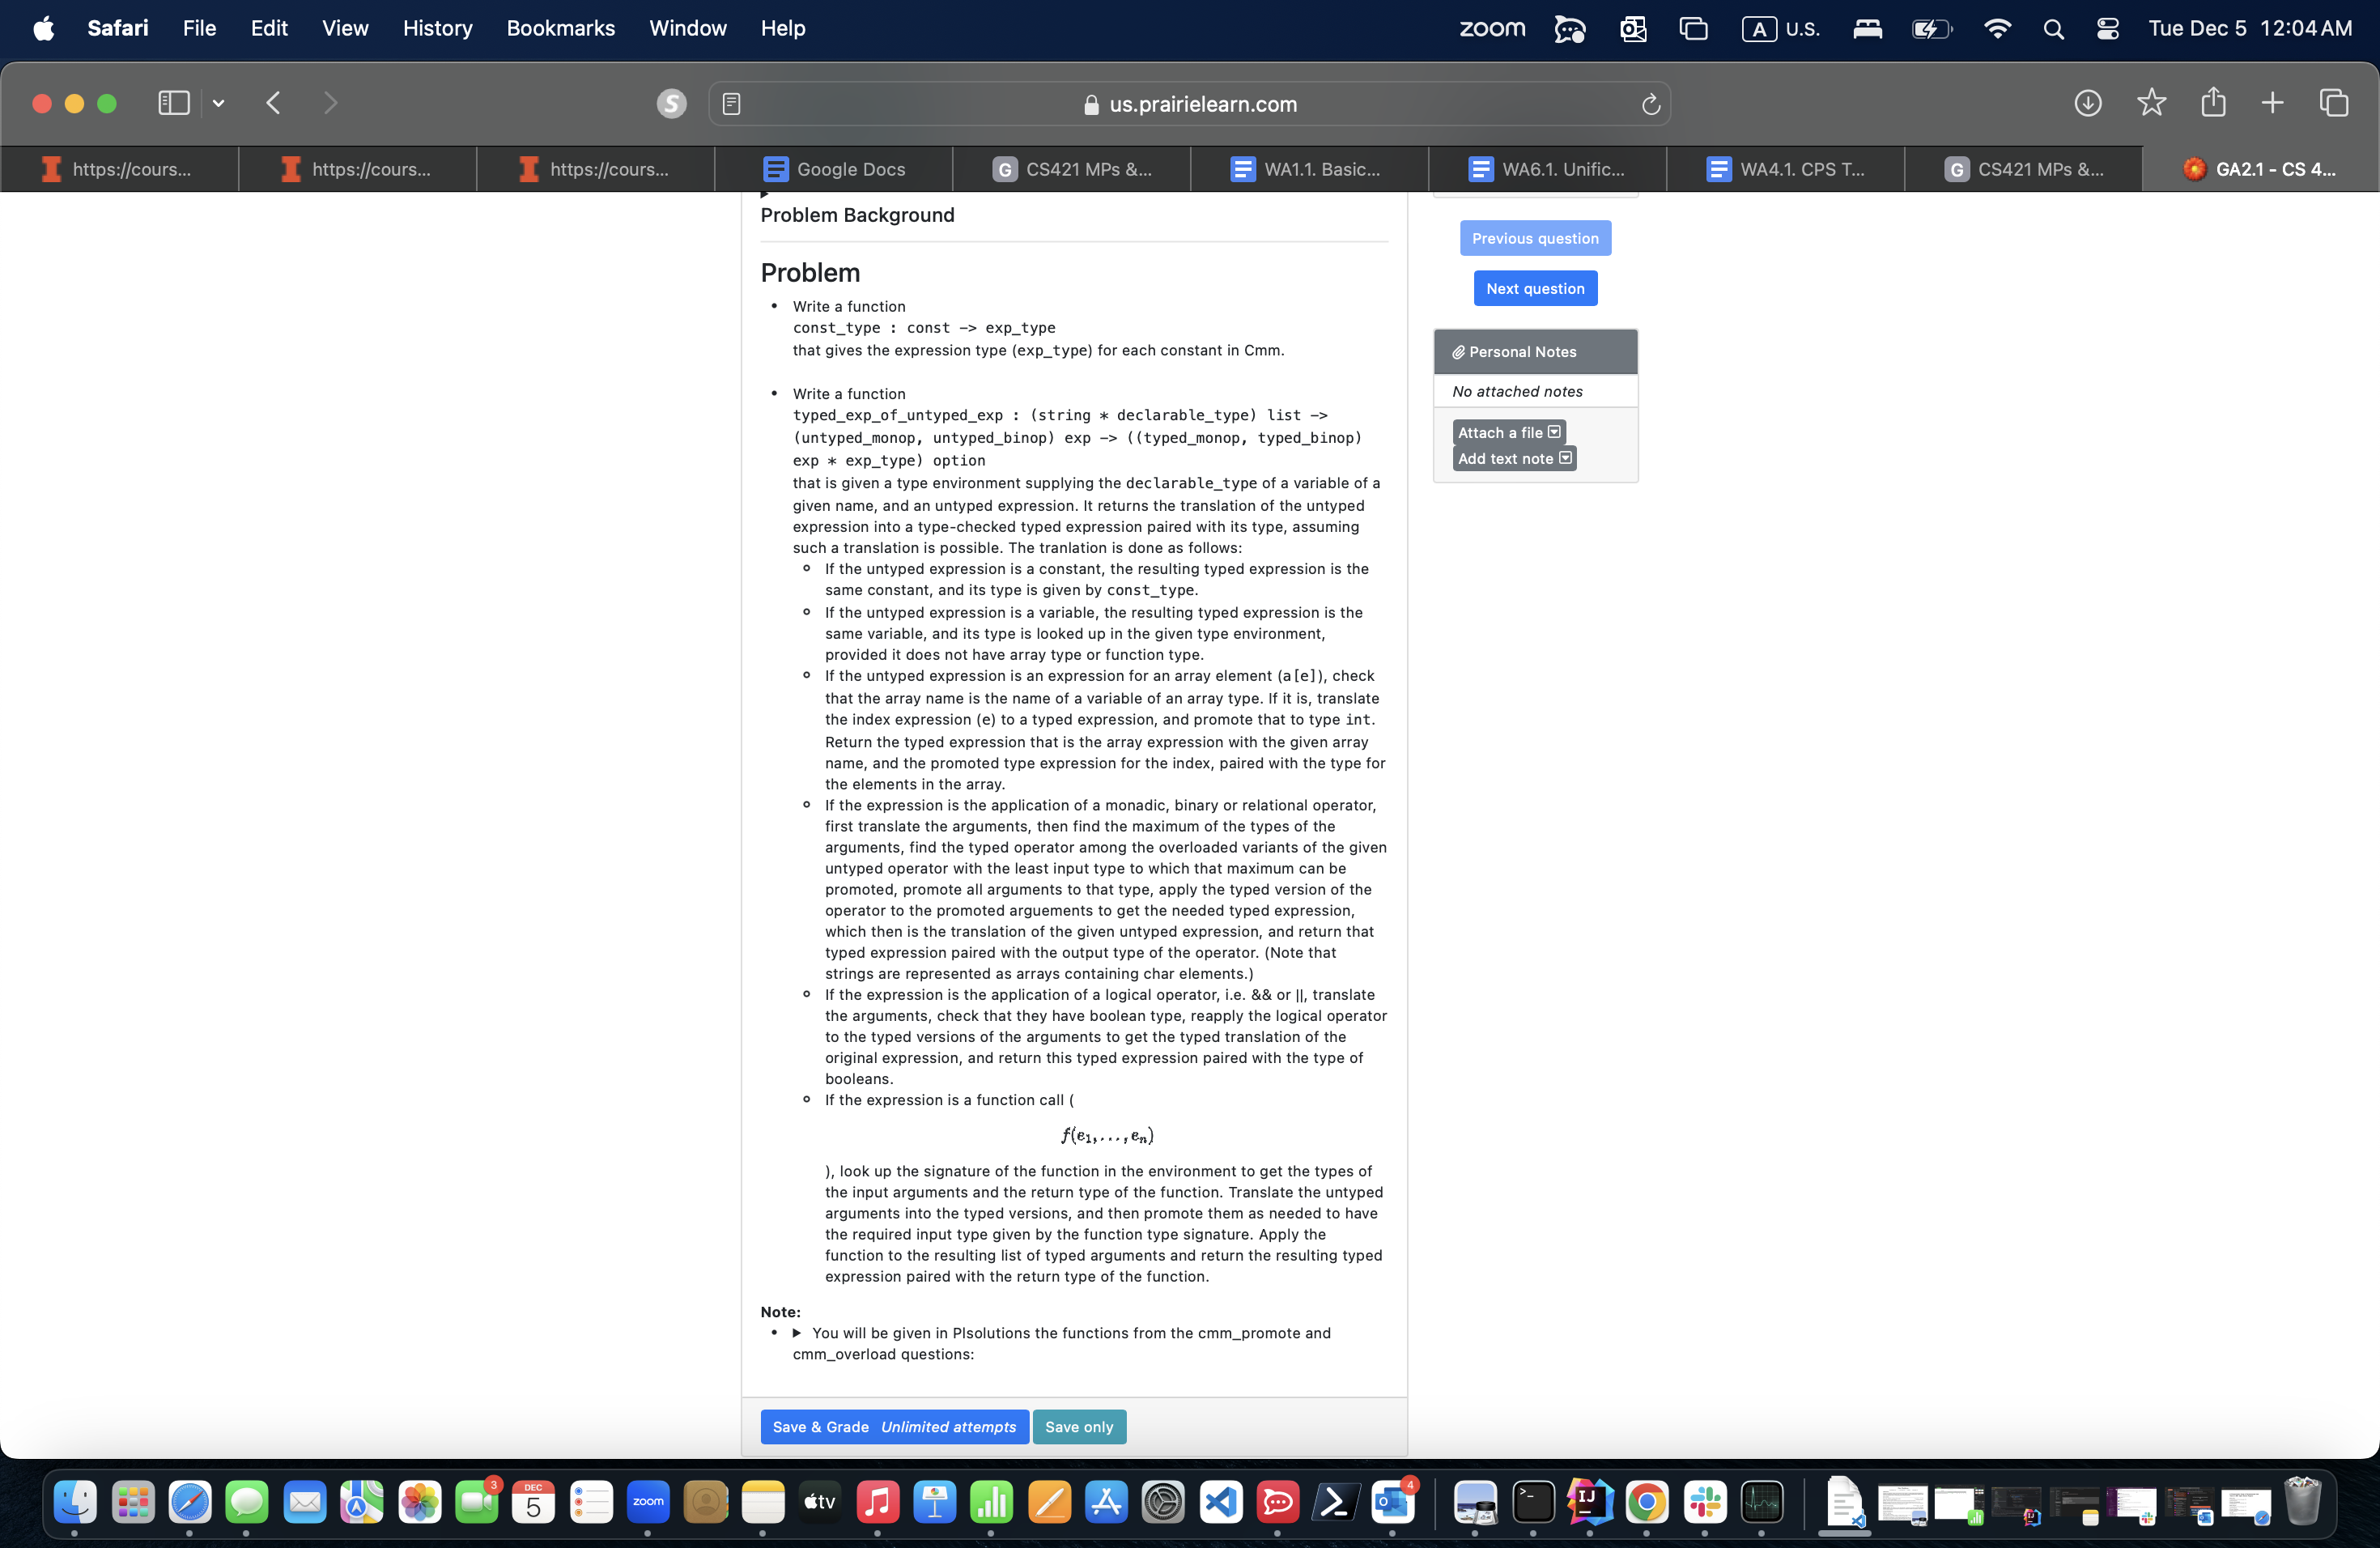 Safari File Edit View History Bookmarks Window Help zoom A U.S. Tue Dec 5 12:04 AM
S us.prairielearn.com
https://cours... https://cours... https://cours... Google Docs G CS421 MPs &... WA1.1. Basic... WA6.1. Unific... WA4.1. CPS T... G CS421 MPs &... GA2.1 - CS 4...
Problem Background
Problem
• Write a function
const_type : const -> exp_type
that gives the expression type (exp_type) for each constant in Cmm.
• Write a function
typed_exp_of_untyped_exp : (string * declarable_type) list ->
(untyped_monop, untyped_binop) exp -> ((typed_monop, typed_binop)
exp * exp_type) option
that is given a type environment supplying the declarable_type of a variable of a
given name, and an untyped expression. It returns the translation of the untyped
expression into a type-checked typed expression paired with its type, assuming
such a translation is possible. The tranlation is done as follows:
◦ If the untyped expression is a constant, the resulting typed expression is the
same constant, and its type is given by const_type.
◦ If the untyped expression is a variable, the resulting typed expression is the
same variable, and its type is looked up in the given type environment,
provided it does not have array type or function type.
◦ If the untyped expression is an expression for an array element (a[e]), check
that the array name is the name of a variable of an array type. If it is, translate
the index expression (e) to a typed expression, and promote that to type int.
Return the typed expression that is the array expression with the given array
name, and the promoted type expression for the index, paired with the type for
the elements in the array.
◦ If the expression is the application of a monadic, binary or relational operator,
first translate the arguments, then find the maximum of the types of the
arguments, find the typed operator among the overloaded variants of the given
untyped operator with the least input type to which that maximum can be
promoted, promote all arguments to that type, apply the typed version of the
operator to the promoted arguements to get the needed typed expression,
which then is the translation of the given untyped expression, and return that
typed expression paired with the output type of the operator. (Note that
strings are represented as arrays containing char elements.)
◦ If the expression is the application of a logical operator, i.e. && or ||, translate
the arguments, check that they have boolean type, reapply the logical operator
to the typed versions of the arguments to get the typed translation of the
original expression, and return this typed expression paired with the type of
booleans.
◦ If the expression is a function call (
f(e1, . . . , en)
), look up the signature of the function in the environment to get the types of
the input arguments and the return type of the function. Translate the untyped
arguments into the typed versions, and then promote them as needed to have
the required input type given by the function type signature. Apply the
function to the resulting list of typed arguments and return the resulting typed
expression paired with the return type of the function.
Note:
• ▶ You will be given in Plsolutions the functions from the cmm_promote and
cmm_overload questions:
Save & Grade Unlimited attempts Save only
Previous question
Next question
Personal Notes
No attached notes
Attach a file
Add text note
3 DEC 5 zoom tv 4 IJ